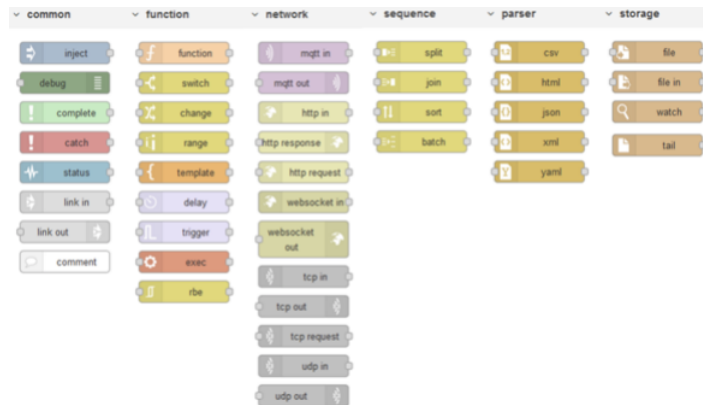 common
inject
debug
complete
catch
status
link in
link out
comment
function
function
switch
change
range
template
delay
trigger
exec
rbe
network
mqtt in
mqtt out
http in
http response
http request
websocket in
websocket
out
tcp in
tcp out
tcp request
udp in
udp out
sequence
split
join
sort
batch
parser
csv
html
json
xml
yaml
storage
file
file in
watch
tail